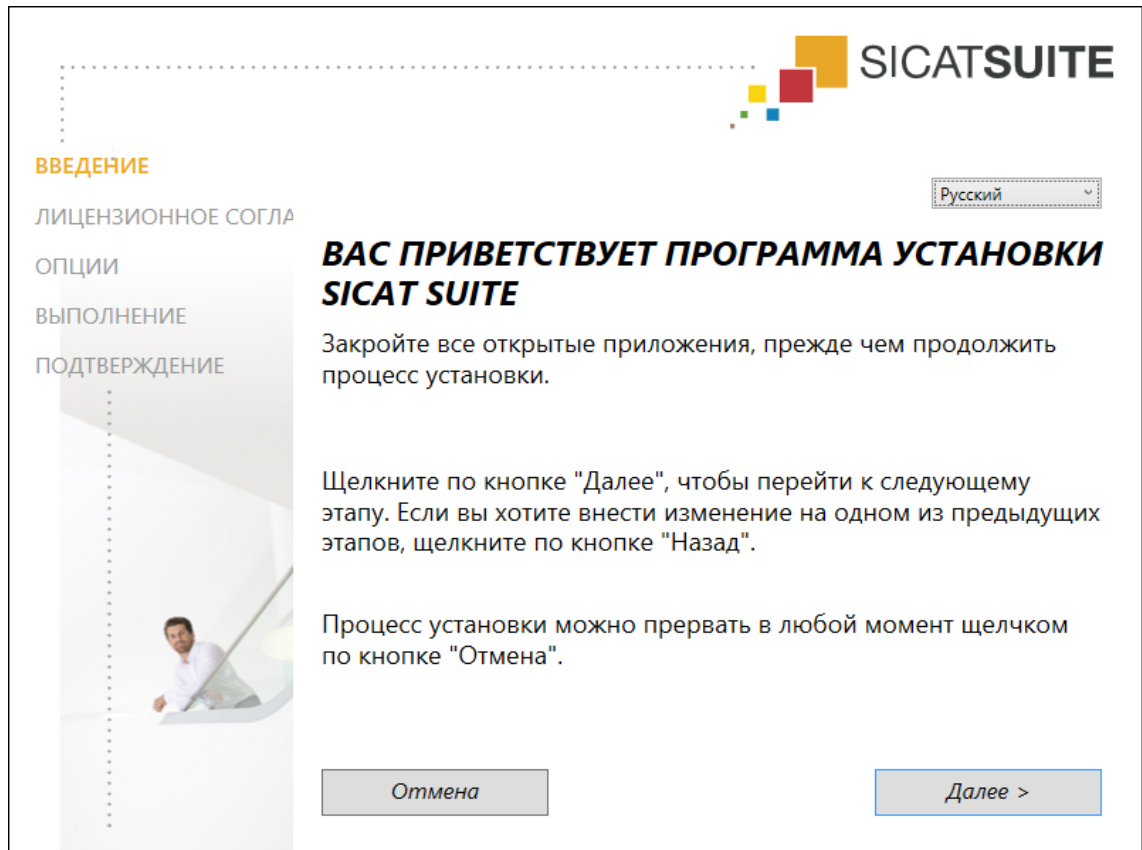 SICATSUITE
ВВЕДЕНИЕ
Русский
ЛИЦЕНЗИОННОЕ СОГЛА
ОПЦИИ
ВЫПОЛНЕНИЕ
ПОДТВЕРЖДЕНИЕ
ВАС ПРИВЕТСТВУЕТ ПРОГРАММА УСТАНОВКИ
SICAT SUITE
Закройте все открытые приложения, прежде чем продолжить
процесс установки.
Щелкните по кнопке "Далее", чтобы перейти к следующему
этапу. Если вы хотите внести изменение на одном из предыдущих
этапов, щелкните по кнопке "Назад".
Процесс установки можно прервать в любой момент щелчком
по кнопке "Отмена".
Отмена
Далее >